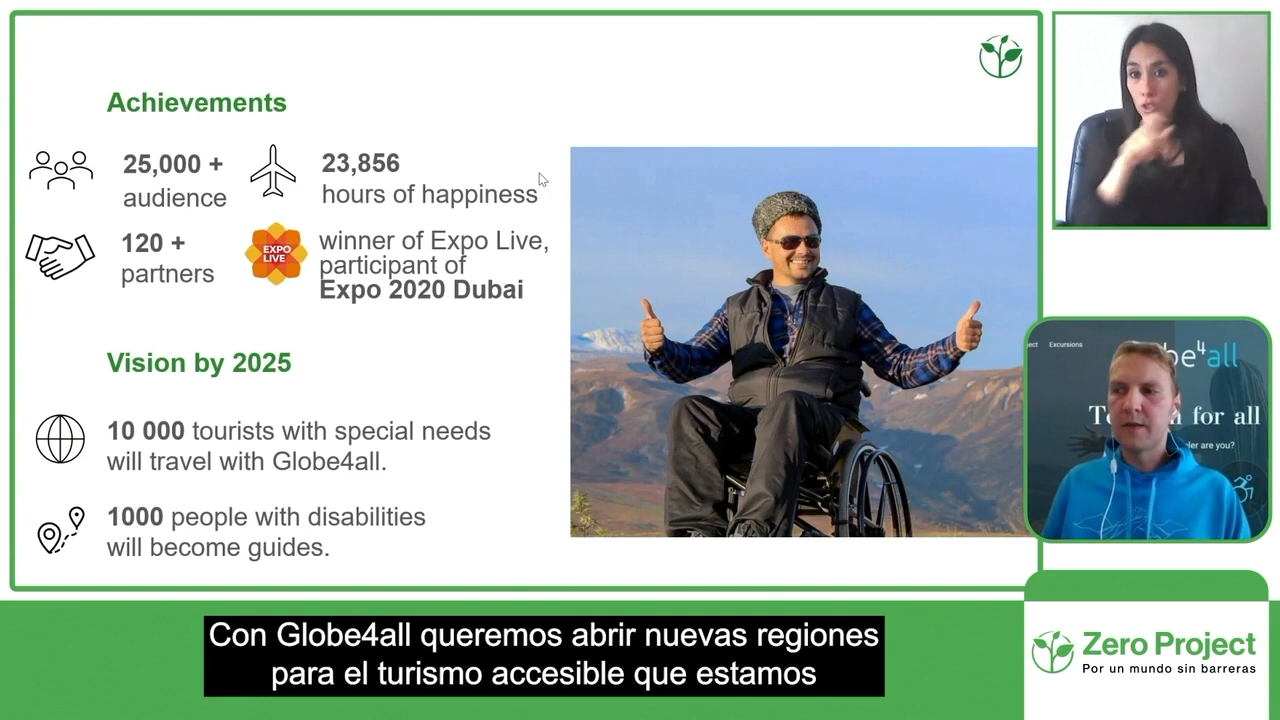 Achievements
25,000 +
audience
23,856
hours of happiness
120 +
partners
EXPO
LIVE
winner of Expo Live,
participant of
Expo 2020 Dubai
Vision by 2025
10 000 tourists with special needs
will travel with Globe4all.
1000 people with disabilities
will become guides.
Excursions
be4all
for all
are you?
Con Globe4all queremos abrir nuevas regiones
para el turismo accesible que estamos
Zero Project
Por un mundo sin barreras